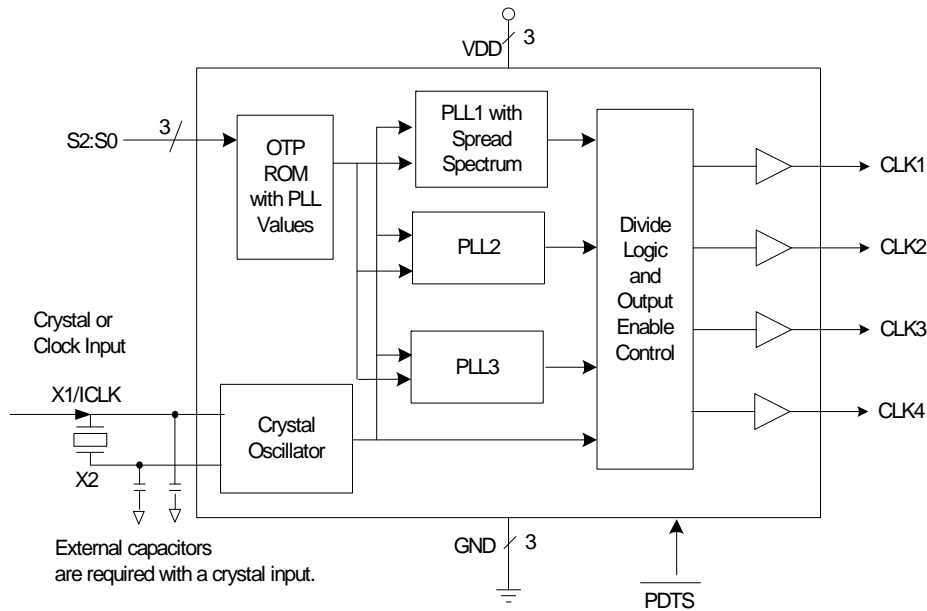 VDD
3
S2:S0
3
OTP
ROM
with PLL
Values
PLL1 with
Spread
Spectrum
PLL2
PLL3
Divide
Logic
and
Output
Enable
Control
CLK1
CLK2
CLK3
CLK4
Crystal or
Clock Input
X1/ICLK
X2
Crystal
Oscillator
External capacitors
are required with a crystal input.
GND
3
PDTS